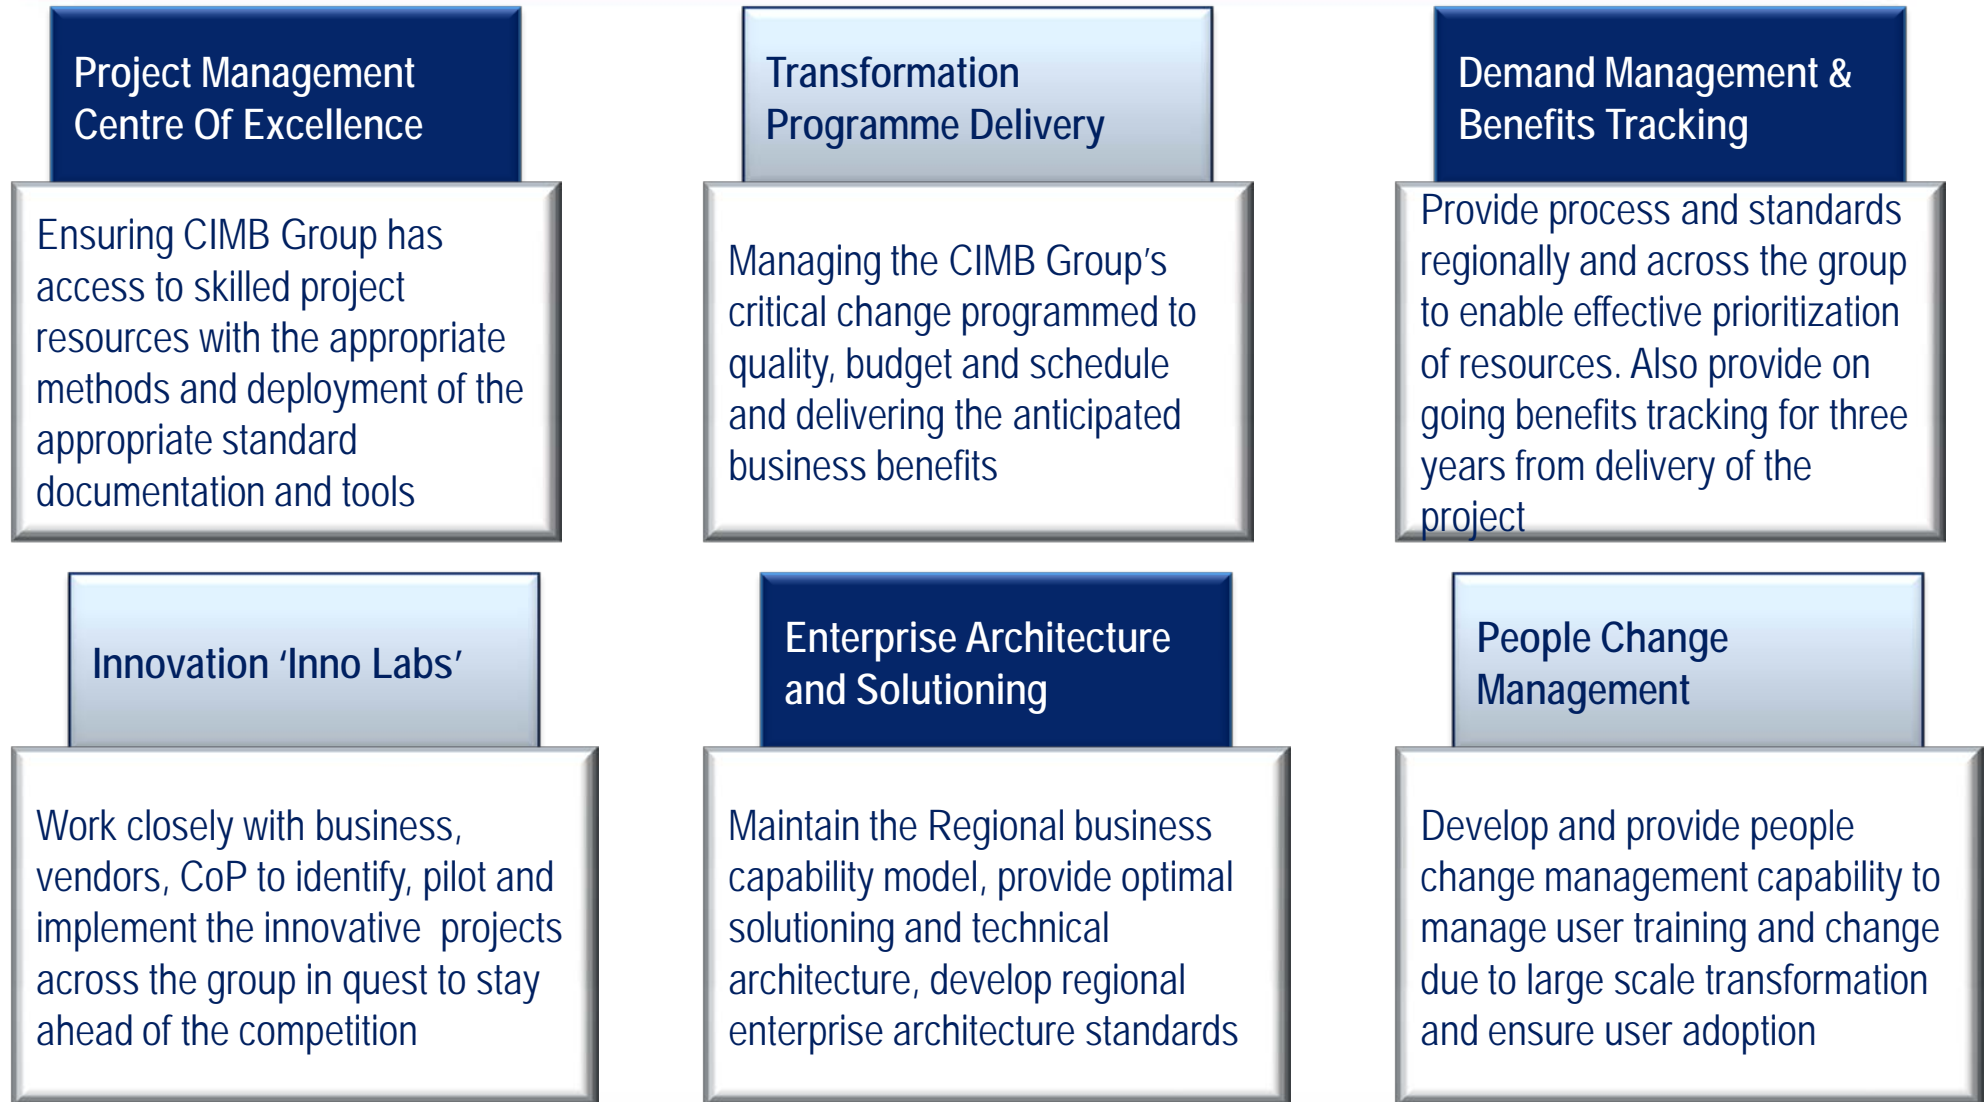 Project Management
Centre Of Excellence
Ensuring CIMB Group has
access to skilled project
resources with the appropriate
methods and deployment of the
appropriate standard
documentation and tools
Transformation
Programme Delivery
Managing the CIMB Group’s
critical change programmed to
quality, budget and schedule
and delivering the anticipated
business benefits
Demand Management &
Benefits Tracking
Provide process and standards
regionally and across the group
to enable effective prioritization
of resources. Also provide on
going benefits tracking for three
years from delivery of the
project
Innovation ‘Inno Labs’
Work closely with business,
vendors, CoP to identify, pilot and
implement the innovative  projects
across the group in quest to stay
ahead of the competition
Enterprise Architecture
and Solutioning
Maintain the Regional business
capability model, provide optimal
solutioning and technical
architecture, develop regional
enterprise architecture standards
People Change
Management
Develop and provide people
change management capability to
manage user training and change
due to large scale transformation
and ensure user adoption